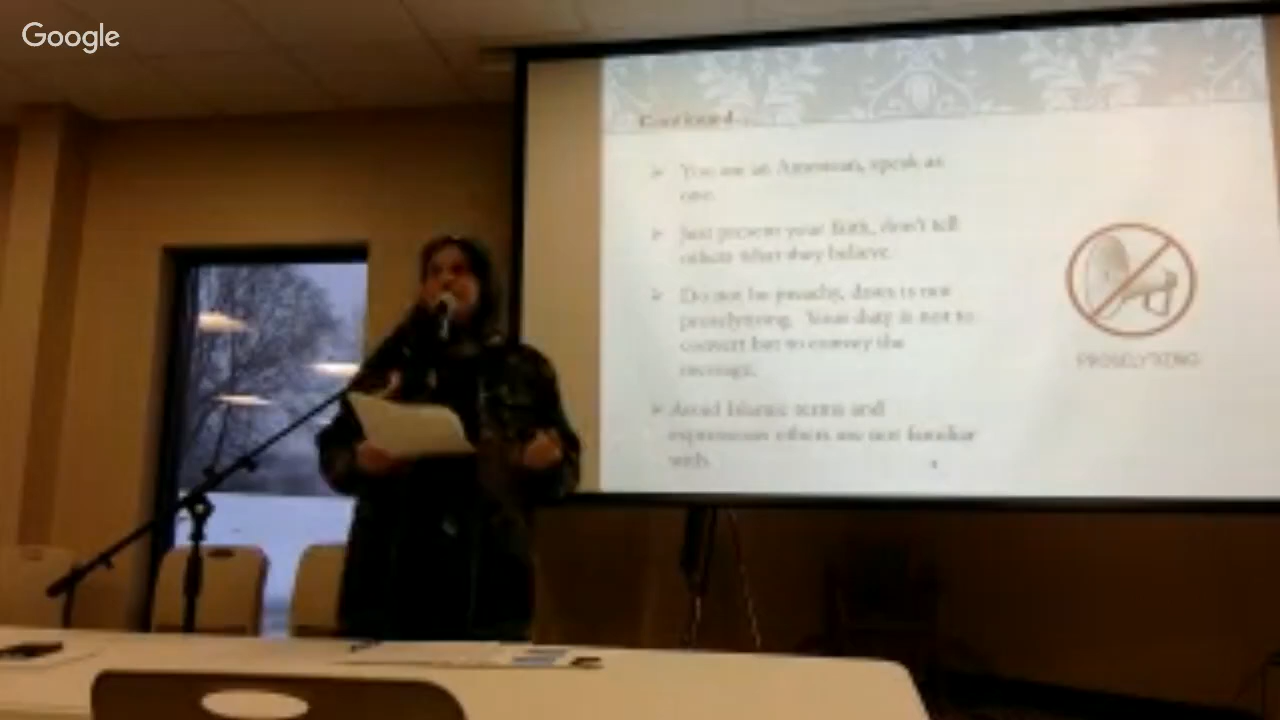 Google
Continued
You are an American, speak as
one.
Just present your faith, don't tell
others what they believe.
Do not be preachy, dawa is not
proselytizing. Your duty is not to
convert but to convey the
message.
Avoid Islamic terms and
expressions others are not familiar
with.